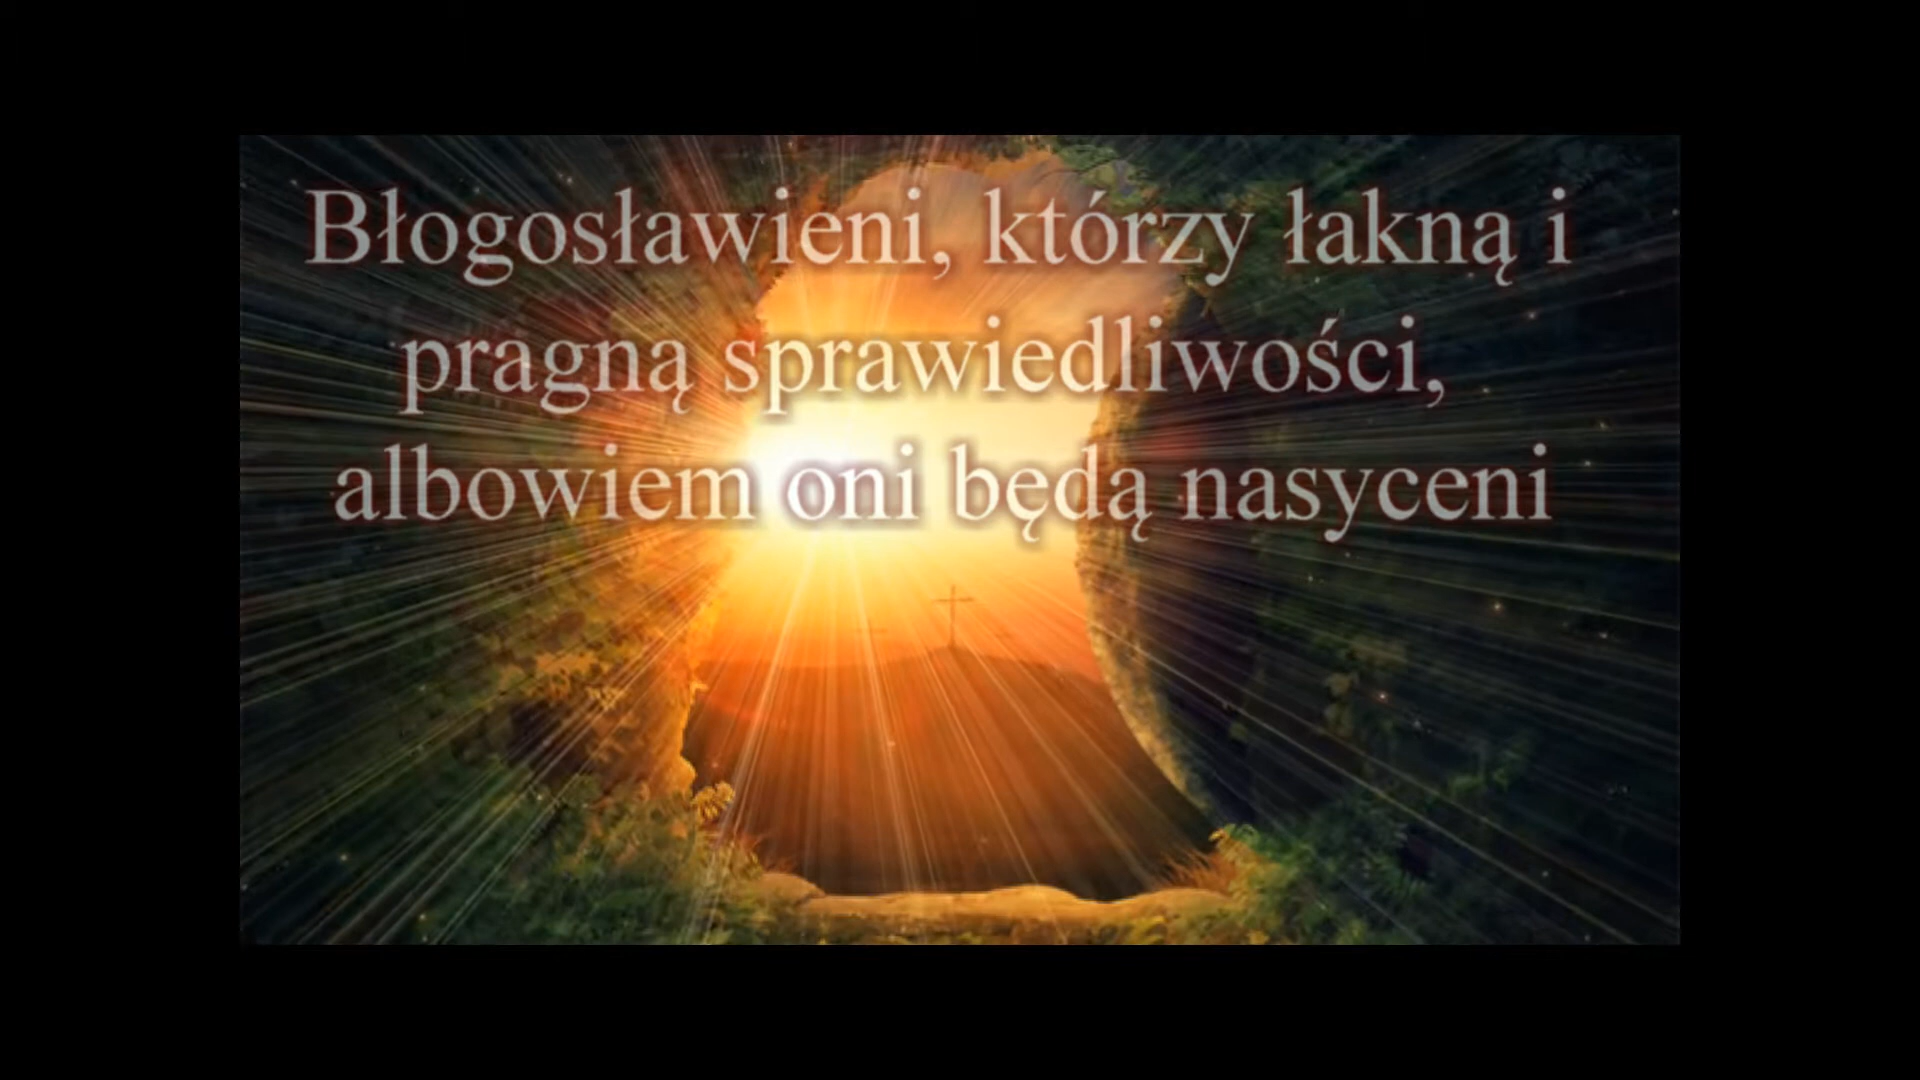 Błogosławieni, którzy łakną i
pragną sprawiedliwości,
albowiem oni będą nasyceni